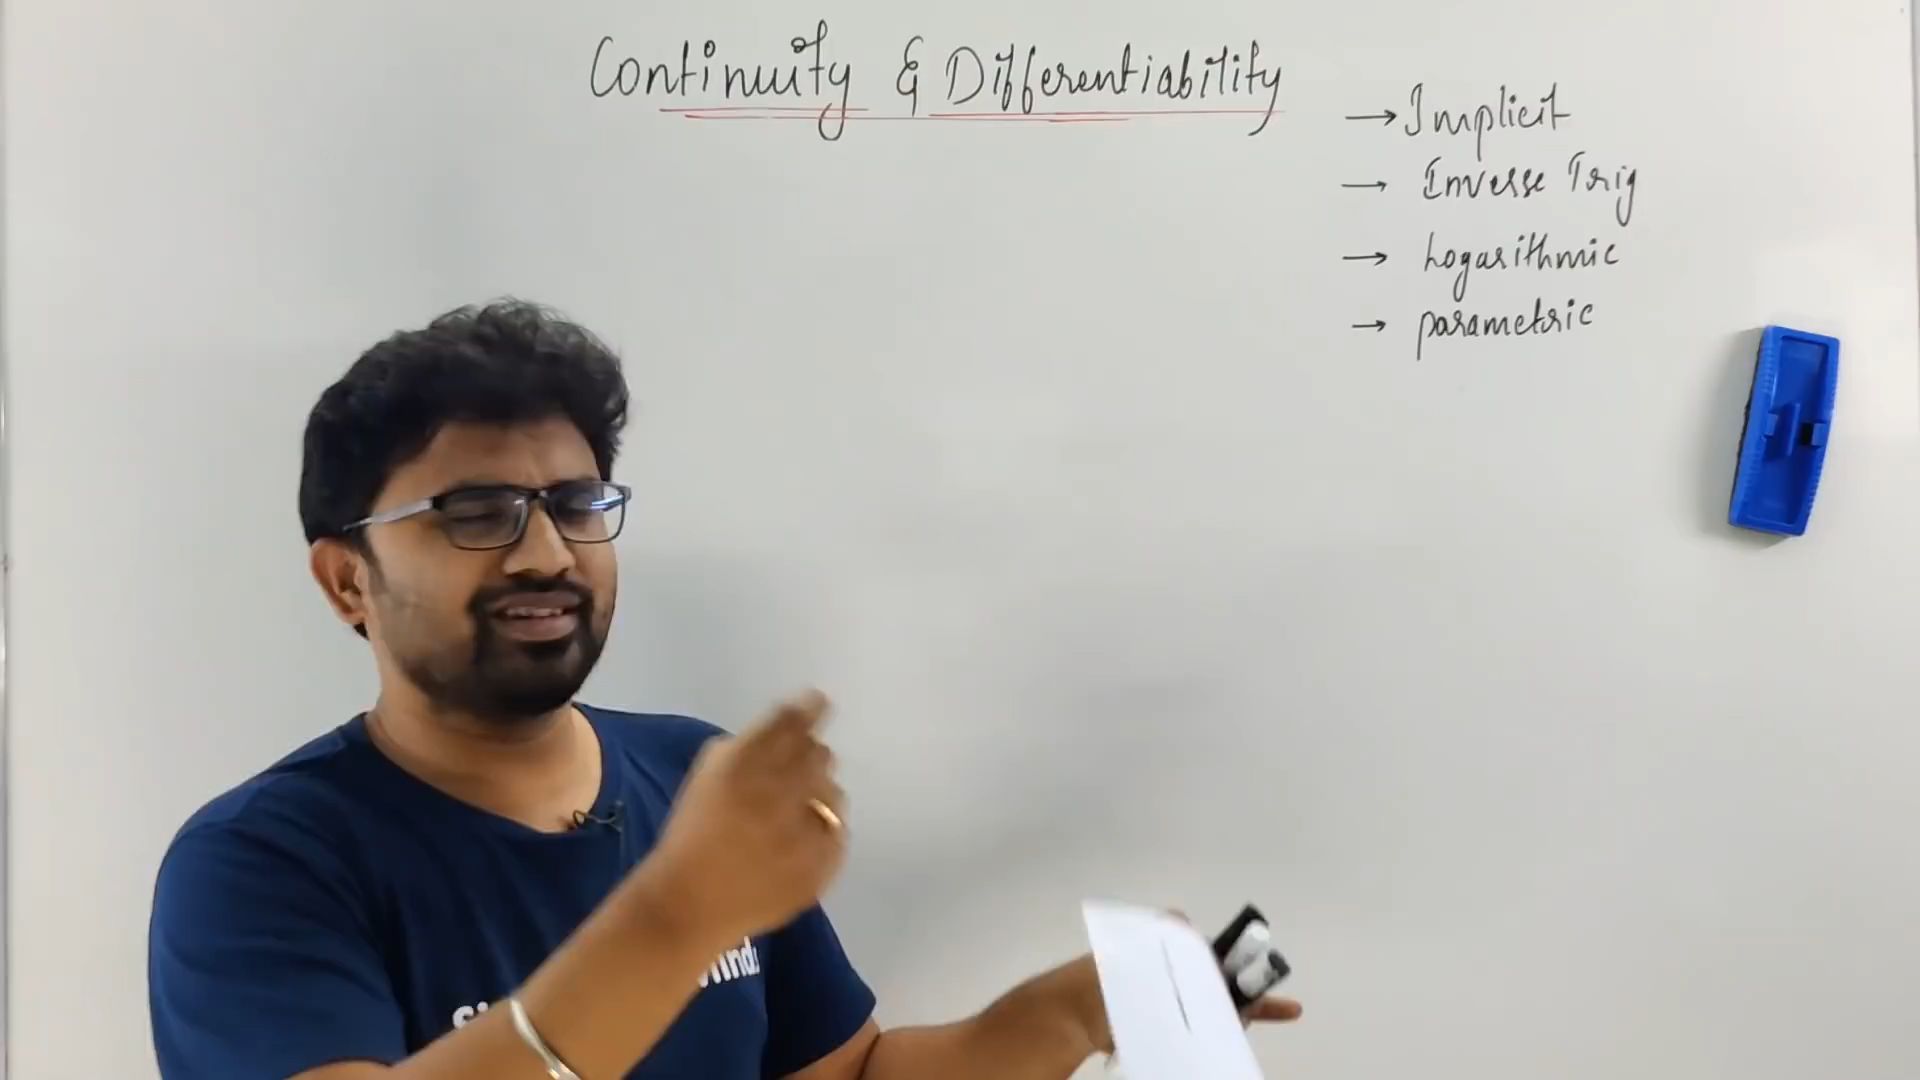 Continuity & Differentiability
→ Implicit
→ Inverse Trig
→ Logarithmic
→ parametric